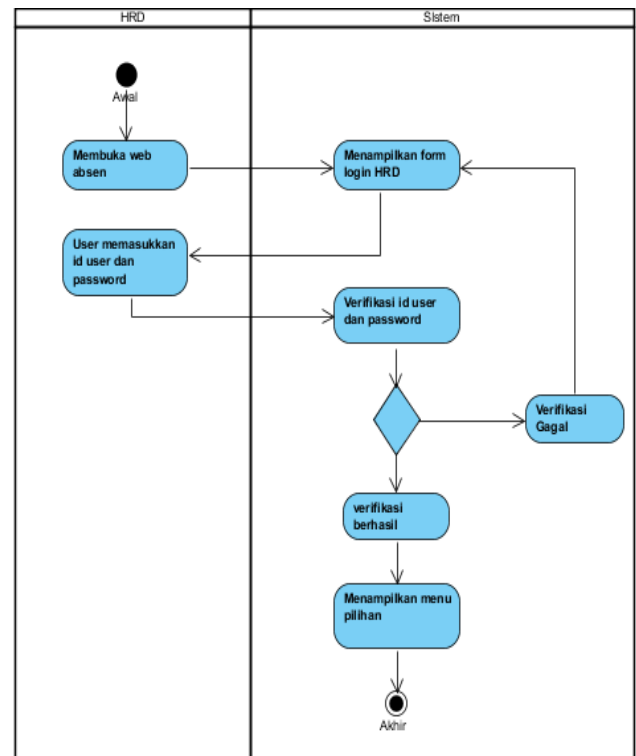 HRD
Sistem
Awal
Membuka web
absen
Menampilkan form
login HRD
User memasukkan
id user dan
password
Verifikasi id user
dan password
Verifikasi
Gagal
verifikasi
berhasil
Menampilkan menu
pilihan
Akhir